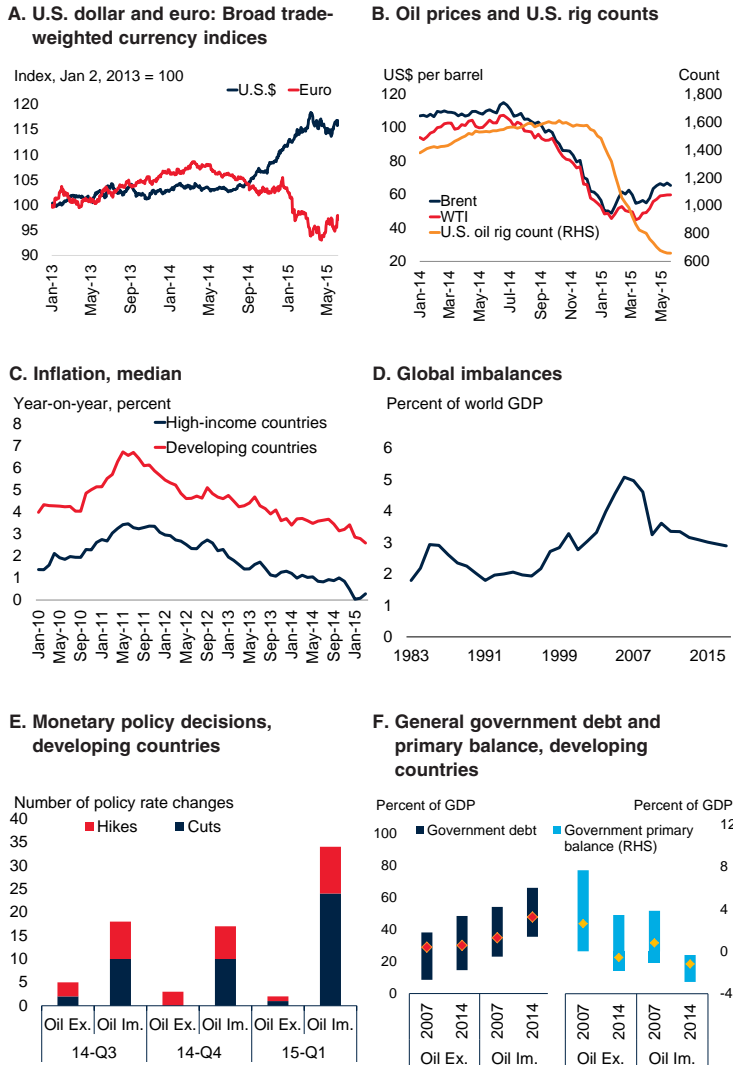 A. U.S. dollar and euro: Broad trade-
weighted currency indices
Index, Jan 2, 2013 = 100
U.S.$ Euro
120
115
110
105
100
95
90
Jan-13
May-13
Sep-13
Jan-14
May-14
Sep-14
Jan-15
May-15
B. Oil prices and U.S. rig counts
US$ per barrel Count
120 1,800
100 1,600
80 1,400
60 1,200
40 1,000
20 800
600
Brent
WTI
U.S. oil rig count (RHS)
Jan-14
Mar-14
May-14
Jul-14
Sep-14
Nov-14
Jan-15
Mar-15
May-15
C. Inflation, median
Year-on-year, percent
High-income countries
Developing countries
8
7
6
5
4
3
2
1
0
Jan-10
May-10
Sep-10
Jan-11
May-11
Sep-11
Jan-12
May-12
Sep-12
Jan-13
May-13
Sep-13
Jan-14
May-14
Sep-14
Jan-15
D. Global imbalances
Percent of world GDP
6
5
4
3
2
1
0
1983 1991 1999 2007 2015
E. Monetary policy decisions,
developing countries
Number of policy rate changes
Hikes Cuts
40
35
30
25
20
15
10
5
0
Oil Ex. Oil Im. Oil Ex. Oil Im. Oil Ex. Oil Im.
14-Q3 14-Q4 15-Q1
F. General government debt and
primary balance, developing
countries
Percent of GDP Percent of GDP
Government debt Government primary
balance (RHS)
100
80
60
40
20
0
12
8
4
0
-4
2007 2014 2007 2014 2007 2014 2007 2014
Oil Ex. Oil Im. Oil Ex. Oil Im.